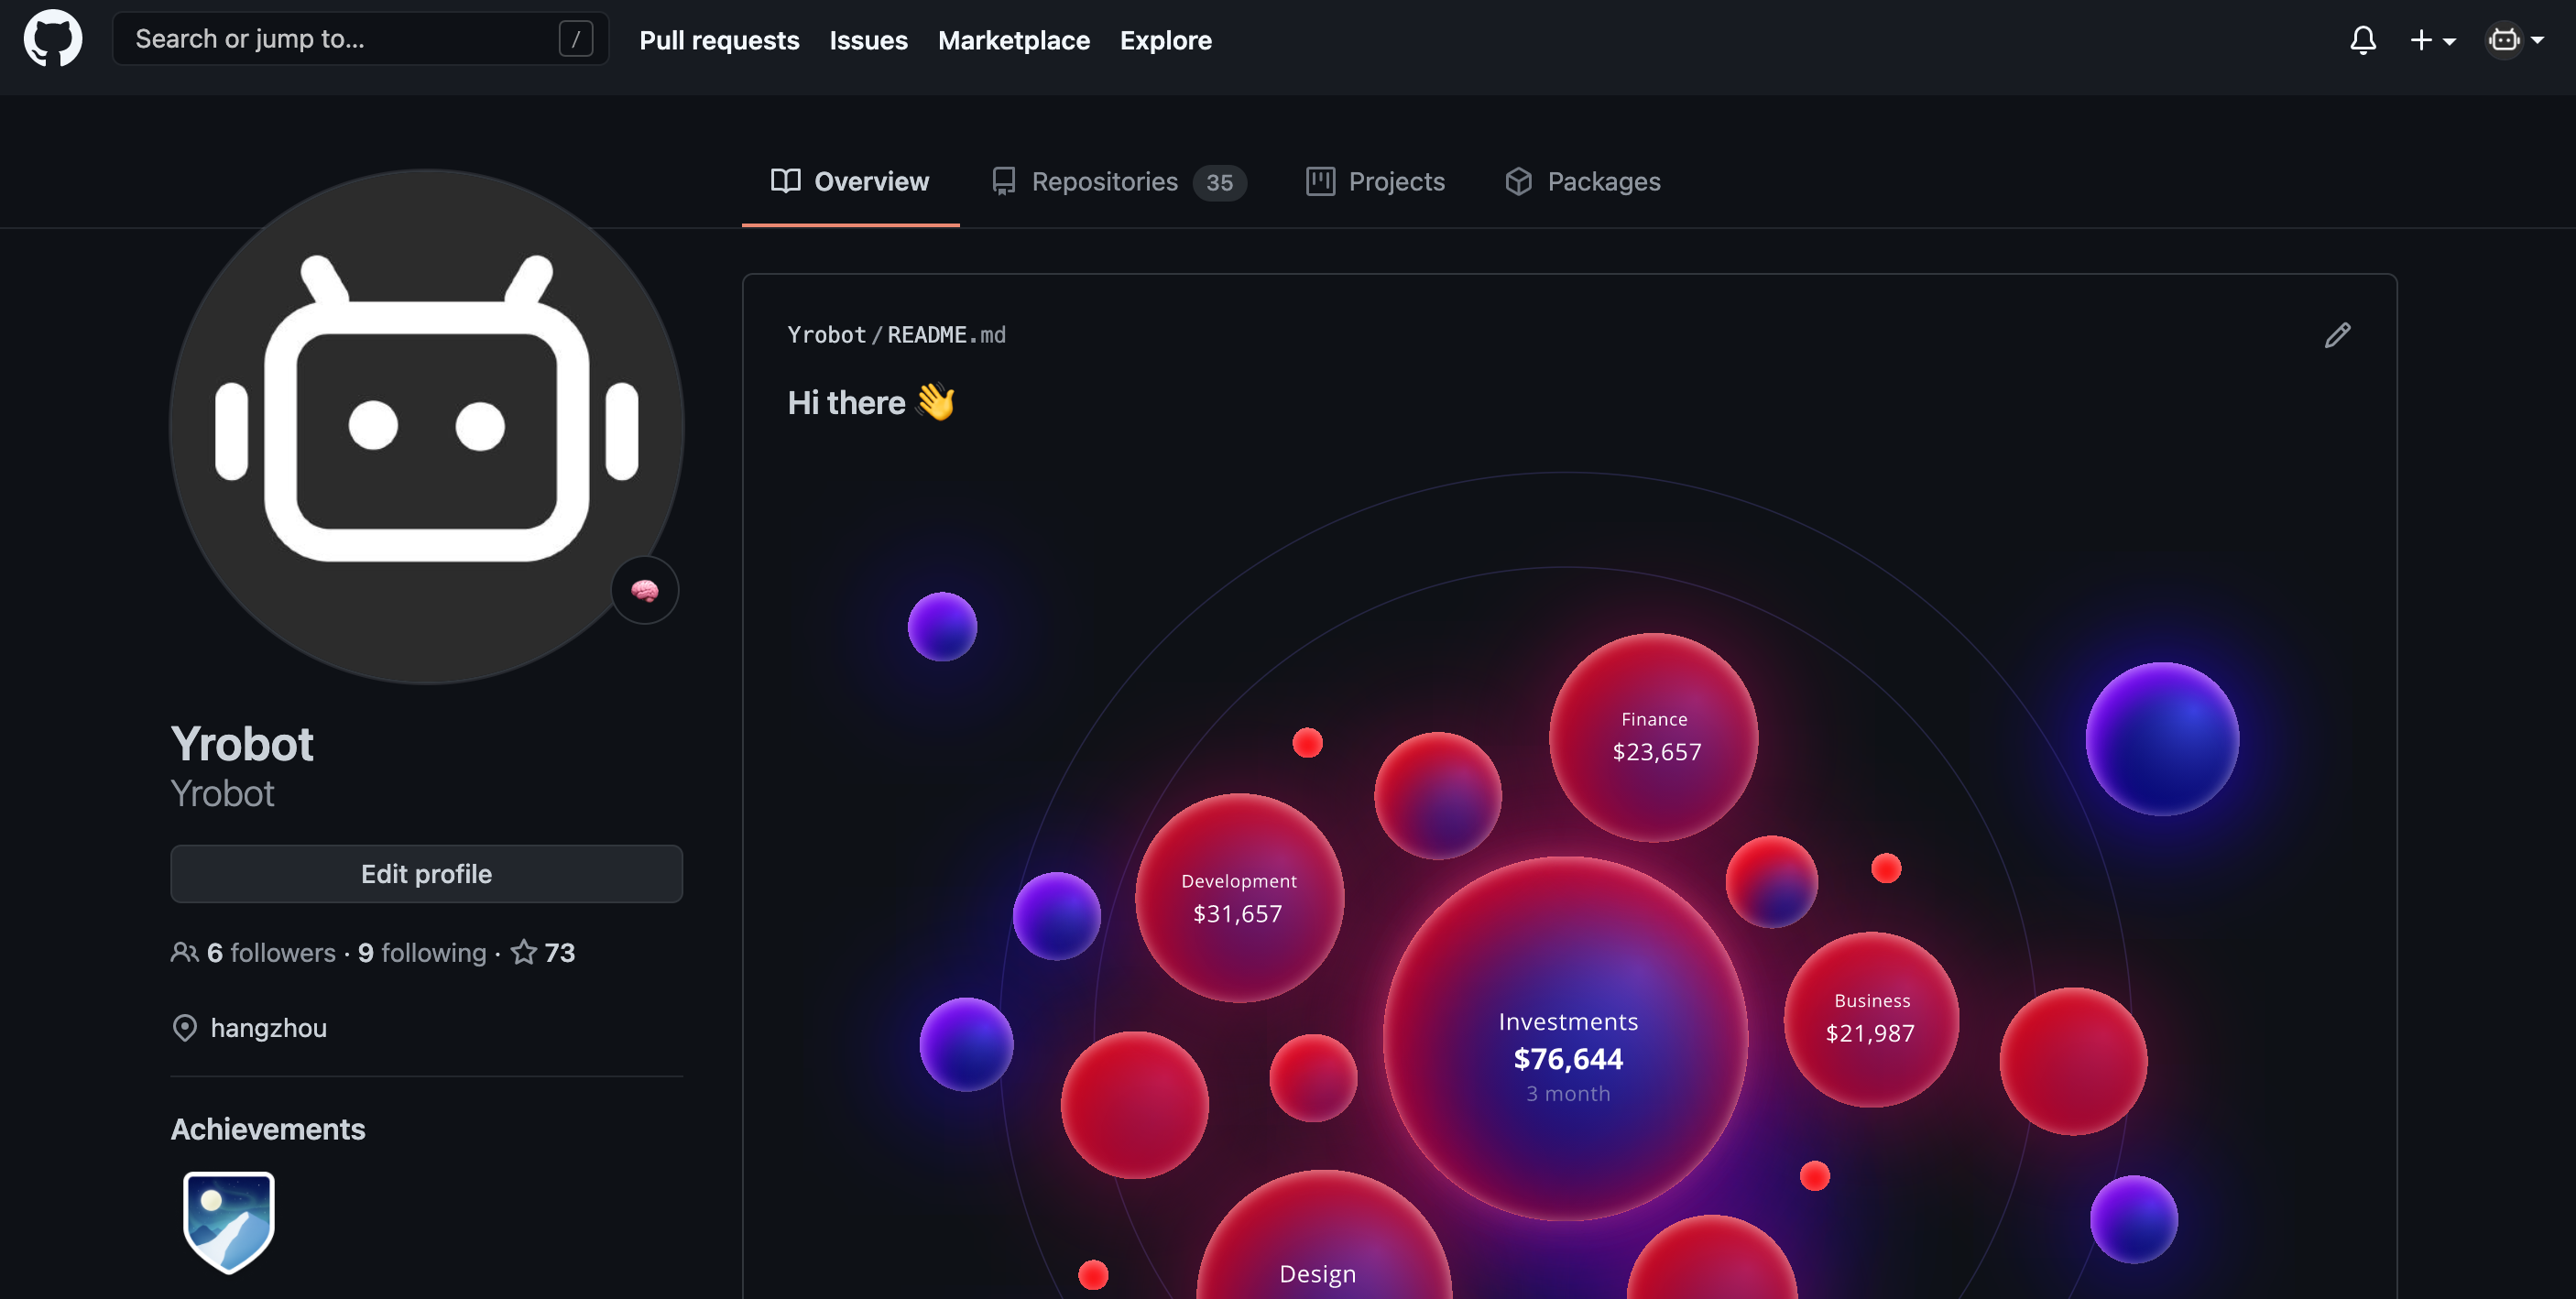 Search or jump to... /
Pull requests Issues Marketplace Explore
Overview Repositories 35 Projects Packages
Yrobot
Yrobot
Edit profile
6 followers · 9 following · 73
hangzhou
Achievements
Yrobot/README.md
Hi there 👋
Finance
$23,657
Development
$31,657
Business
$21,987
Investments
$76,644
3 month
Design